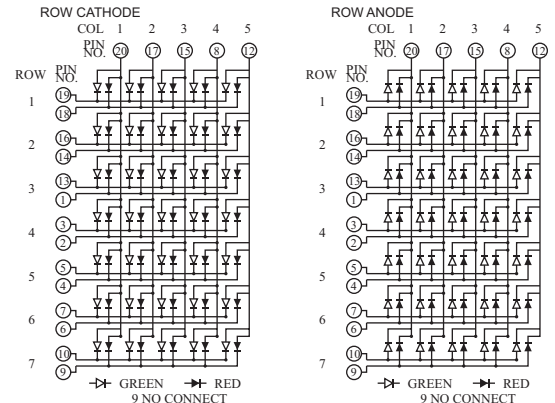 ROW CATHODE
COL 1 2 3 4 5
PIN NO. 20 17 15 8 12
ROW PIN NO.
1 19 18
2 16 14
3 13 1
4 3 2
5 5 4
6 7 6
7 10 9
GREEN RED
9 NO CONNECT
ROW ANODE
COL 1 2 3 4 5
PIN NO. 20 17 15 8 12
ROW PIN NO.
1 19 18
2 16 14
3 13 1
4 3 2
5 5 4
6 7 6
7 10 9
GREEN RED
9 NO CONNECT